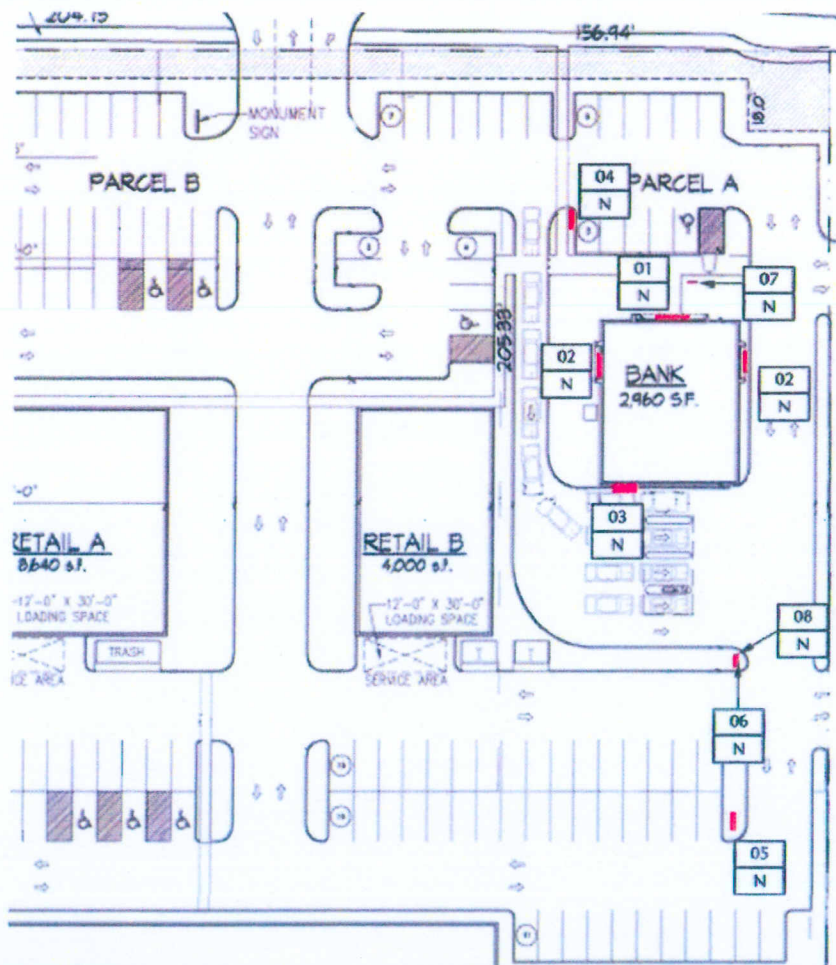 204.15
156.94'
MONUMENT
SIGN
7
18.0'
PARCEL B
04
N
PARCEL A
01
N
07
N
205.33'
02
N
BANK
2,960 S.F.
02
N
03
N
RETAIL A
8,640 s.f.
RETAIL B
4,000 s.f.
12'-0" X 30'-0"
LOADING SPACE
12'-0" X 30'-0"
LOADING SPACE
08
N
TRASH
T
T
SERVICE AREA
06
N
05
N